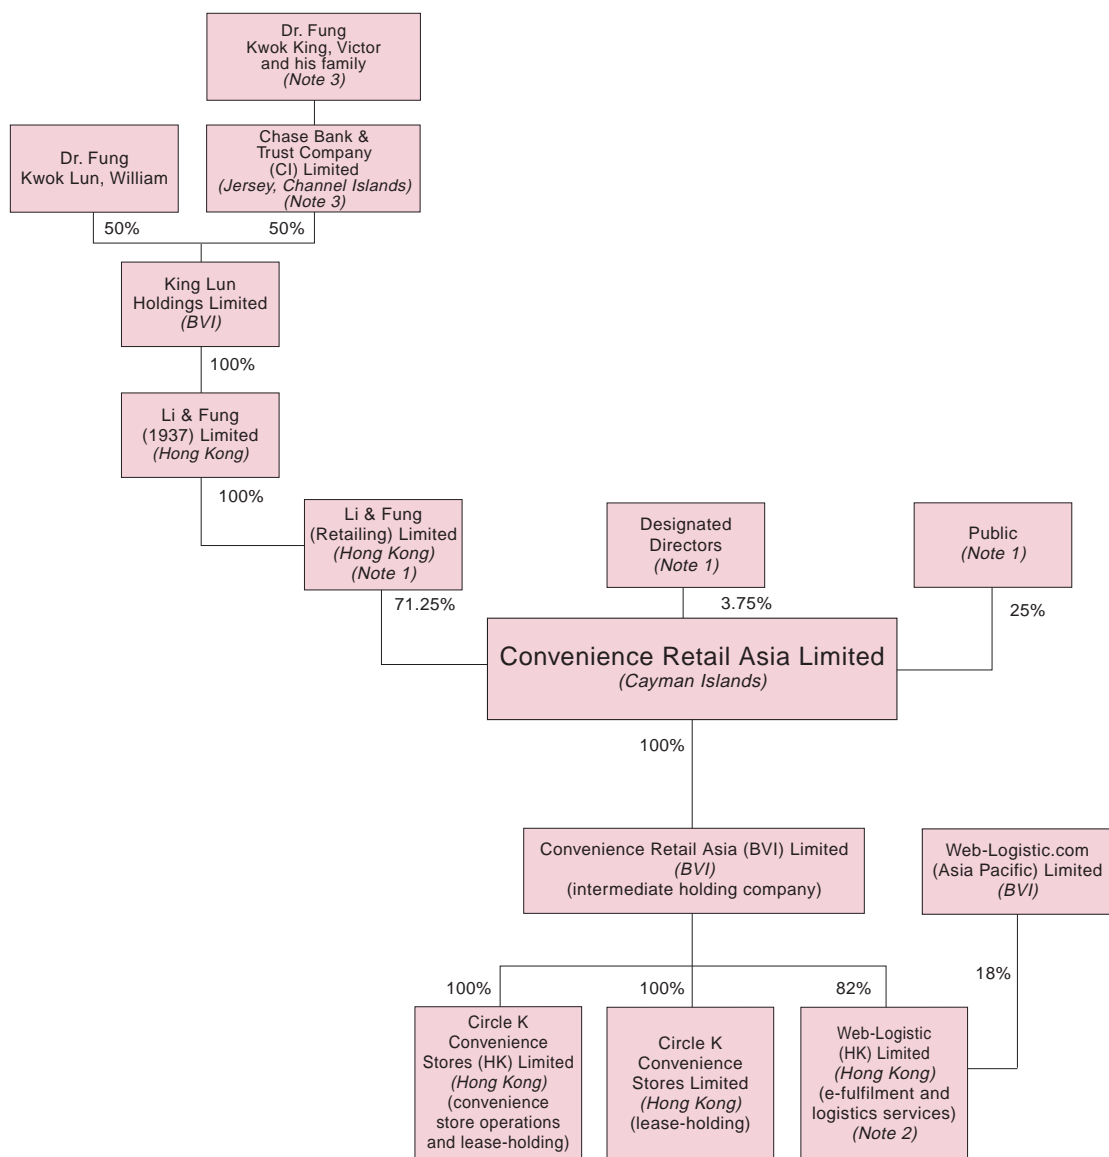 Dr. Fung
Kwok King, Victor
and his family
(Note 3)
Dr. Fung
Kwok Lun, William
Chase Bank &
Trust Company
(CI) Limited
(Jersey, Channel Islands)
(Note 3)
50%
50%
King Lun
Holdings Limited
(BVI)
100%
Li & Fung
(1937) Limited
(Hong Kong)
100%
Li & Fung
(Retailing) Limited
(Hong Kong)
(Note 1)
Designated
Directors
(Note 1)
Public
(Note 1)
71.25%
3.75%
25%
Convenience Retail Asia Limited
(Cayman Islands)
100%
Convenience Retail Asia (BVI) Limited
(BVI)
(intermediate holding company)
Web-Logistic.com
(Asia Pacific) Limited
(BVI)
100%
100%
82%
18%
Circle K
Convenience
Stores (HK) Limited
(Hong Kong)
(convenience
store operations
and lease-holding)
Circle K
Convenience
Stores Limited
(Hong Kong)
(lease-holding)
Web-Logistic
(HK) Limited
(Hong Kong)
(e-fulfilment and
logistics services)
(Note 2)